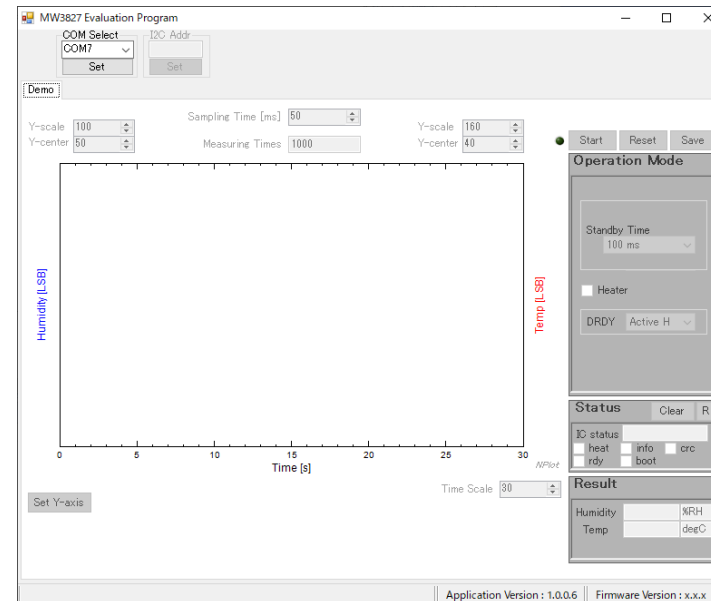 MW3827 Evaluation Program
COM Select
I2C Addr
COM7
Set
Set
Demo
Sampling Time [ms] 50
Y-scale 100
Y-scale 160
Y-center 50
Measuring Times 1000
Y-center 40
Start Reset Save
Operation Mode
Standby Time
100 ms
Heater
DRDY Active H
Humidity [LSB]
Temp [LSB]
0 5 10 15 20 25 30
Time [s]
NPlot
Status Clear R
IC status
heat info crc
rdy boot
Time Scale 30
Set Y-axis
Result
Humidity %RH
Temp degC
Application Version : 1.0.0.6 Firmware Version : x.x.x